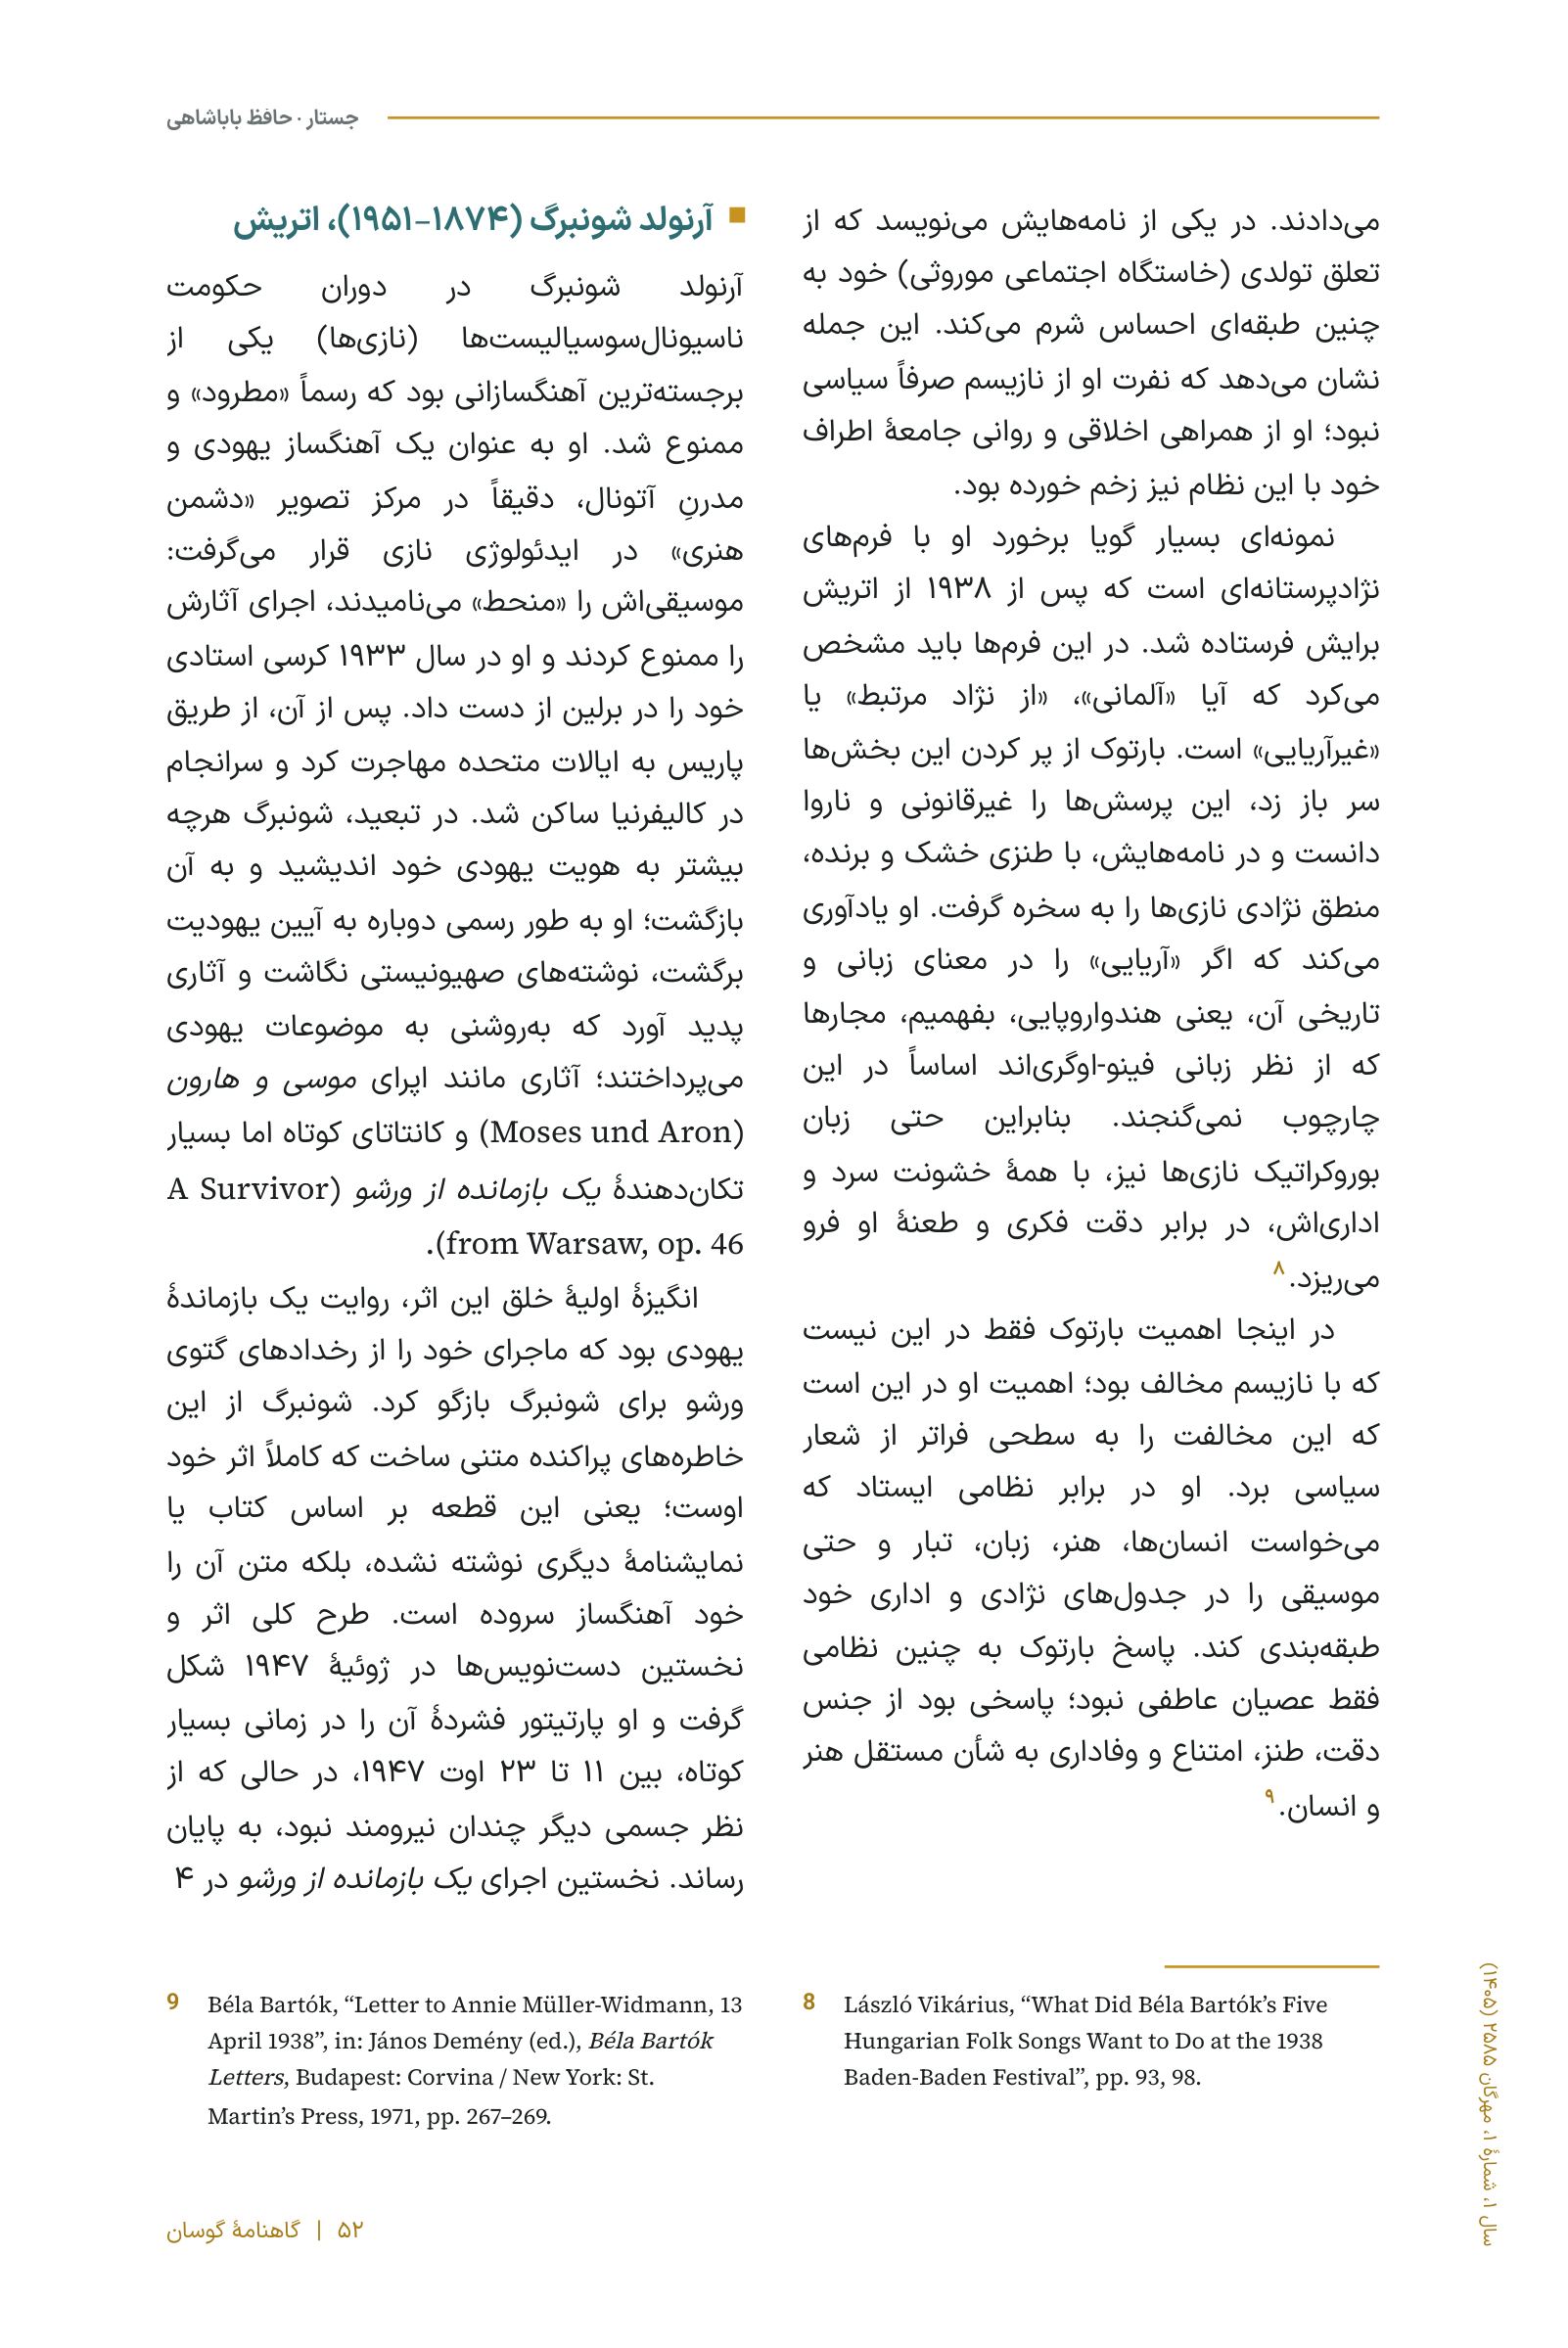 جستار · حافظ باباشاهی
می‌دادند. در یکی از نامه‌هایش می‌نویسد که از
تعلق تولدی (خاستگاه اجتماعی موروثی) خود به
چنین طبقه‌ای احساس شرم می‌کند. این جمله
نشان می‌دهد که نفرت او از نازیسم صرفاً سیاسی
نبود؛ او از همراهی اخلاقی و روانی جامعهٔ اطراف
خود با این نظام نیز زخم خورده بود.
نمونه‌ای بسیار گویا برخورد او با فرم‌های
نژادپرستانه‌ای است که پس از ۱۹۳۸ از اتریش
برایش فرستاده شد. در این فرم‌ها باید مشخص
می‌کرد که آیا «آلمانی»، «از نژاد مرتبط» یا
«غیرآریایی» است. بارتوک از پر کردن این بخش‌ها
سر باز زد، این پرسش‌ها را غیرقانونی و ناروا
دانست و در نامه‌هایش، با طنزی خشک و برنده،
منطق نژادی نازی‌ها را به سخره گرفت. او یادآوری
می‌کند که اگر «آریایی» را در معنای زبانی و
تاریخی آن، یعنی هندواروپایی، بفهمیم، مجارها
که از نظر زبانی فینو-اوگری‌اند اساساً در این
چارچوب نمی‌گنجند. بنابراین حتی زبان
بوروکراتیک نازی‌ها نیز، با همهٔ خشونت سرد و
اداری‌اش، در برابر دقت فکری و طعنهٔ او فرو
می‌ریزد.۸
در اینجا اهمیت بارتوک فقط در این نیست
که با نازیسم مخالف بود؛ اهمیت او در این است
که این مخالفت را به سطحی فراتر از شعار
سیاسی برد. او در برابر نظامی ایستاد که
می‌خواست انسان‌ها، هنر، زبان، تبار و حتی
موسیقی را در جدول‌های نژادی و اداری خود
طبقه‌بندی کند. پاسخ بارتوک به چنین نظامی
فقط عصیان عاطفی نبود؛ پاسخی بود از جنس
دقت، طنز، امتناع و وفاداری به شأن مستقل هنر
و انسان.۹
آرنولد شونبرگ (۱۸۷۴–۱۹۵۱)، اتریش
آرنولد شونبرگ در دوران حکومت
ناسیونال‌سوسیالیست‌ها (نازی‌ها) یکی از
برجسته‌ترین آهنگسازانی بود که رسماً «مطرود» و
ممنوع شد. او به عنوان یک آهنگساز یهودی و
مدرنِ آتونال، دقیقاً در مرکز تصویر «دشمن
هنری» در ایدئولوژی نازی قرار می‌گرفت:
موسیقی‌اش را «منحط» می‌نامیدند، اجرای آثارش
را ممنوع کردند و او در سال ۱۹۳۳ کرسی استادی
خود را در برلین از دست داد. پس از آن، از طریق
پاریس به ایالات متحده مهاجرت کرد و سرانجام
در کالیفرنیا ساکن شد. در تبعید، شونبرگ هرچه
بیشتر به هویت یهودی خود اندیشید و به آن
بازگشت؛ او به طور رسمی دوباره به آیین یهودیت
برگشت، نوشته‌های صهیونیستی نگاشت و آثاری
پدید آورد که به‌روشنی به موضوعات یهودی
می‌پرداختند؛ آثاری مانند اپرای موسی و هارون
(Moses und Aron) و کانتاتای کوتاه اما بسیار
تکان‌دهندهٔ یک بازمانده از ورشو (A Survivor
from Warsaw, op. 46).
انگیزهٔ اولیهٔ خلق این اثر، روایت یک بازماندهٔ
یهودی بود که ماجرای خود را از رخدادهای گتوی
ورشو برای شونبرگ بازگو کرد. شونبرگ از این
خاطره‌های پراکنده متنی ساخت که کاملاً اثر خود
اوست؛ یعنی این قطعه بر اساس کتاب یا
نمایشنامهٔ دیگری نوشته نشده، بلکه متن آن را
خود آهنگساز سروده است. طرح کلی اثر و
نخستین دست‌نویس‌ها در ژوئیهٔ ۱۹۴۷ شکل
گرفت و او پارتیتور فشردهٔ آن را در زمانی بسیار
کوتاه، بین ۱۱ تا ۲۳ اوت ۱۹۴۷، در حالی که از
نظر جسمی دیگر چندان نیرومند نبود، به پایان
رساند. نخستین اجرای یک بازمانده از ورشو در ۴
8 László Vikárius, “What Did Béla Bartók’s Five
Hungarian Folk Songs Want to Do at the 1938
Baden-Baden Festival”, pp. 93, 98.
9 Béla Bartók, “Letter to Annie Müller-Widmann, 13
April 1938”, in: János Demény (ed.), Béla Bartók
Letters, Budapest: Corvina / New York: St.
Martin’s Press, 1971, pp. 267–269.
سال ۱، شمارهٔ ۱، مهرگان ۲۵۸۵ (۱۴۰۵)
۵۲ | گاهنامهٔ گوسان